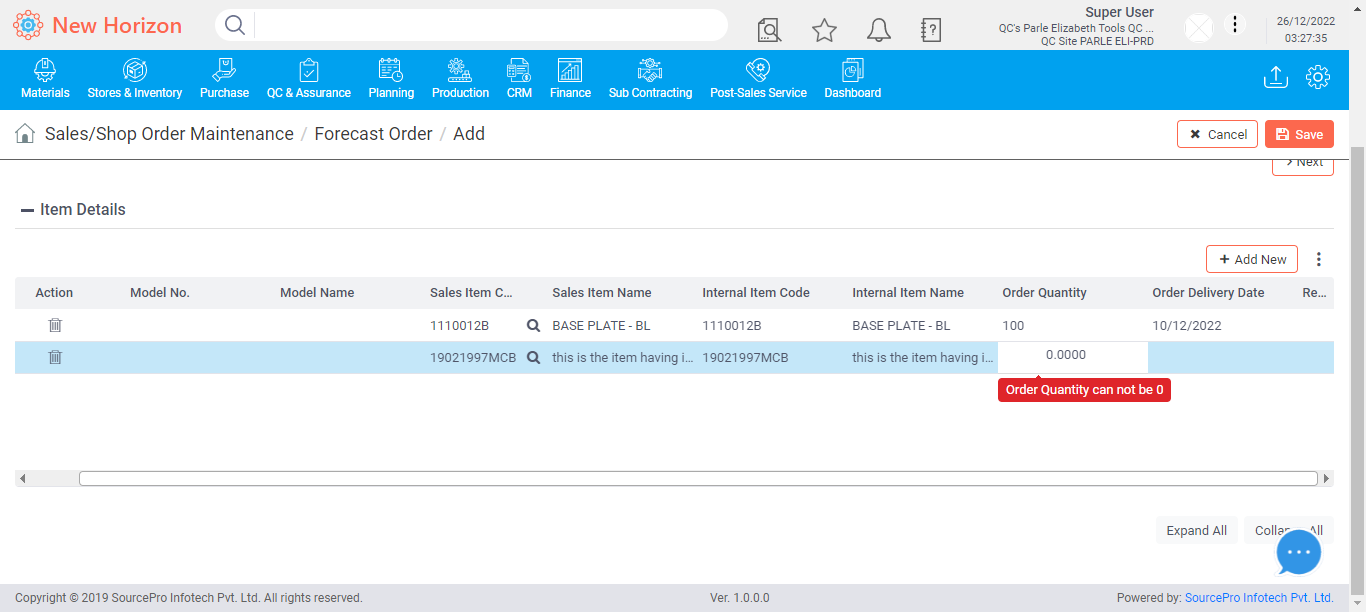 New Horizon
Super User
QC's Parle Elizabeth Tools QC ...
QC Site PARLE ELI-PRD
26/12/2022
03:27:35
Materials Stores & Inventory Purchase QC & Assurance Planning Production CRM Finance Sub Contracting Post-Sales Service Dashboard
Sales/Shop Order Maintenance / Forecast Order / Add
Cancel Save
Next
Item Details
+ Add New
Action Model No. Model Name Sales Item C... Sales Item Name Internal Item Code Internal Item Name Order Quantity Order Delivery Date Re...
1110012B BASE PLATE - BL 1110012B BASE PLATE - BL 100 10/12/2022
19021997MCB this is the item having i... 19021997MCB this is the item having i... 0.0000
Order Quantity can not be 0
Expand All Collap All
Copyright © 2019 SourcePro Infotech Pvt. Ltd. All rights reserved. Ver. 1.0.0.0 Powered by: SourcePro Infotech Pvt. Ltd.